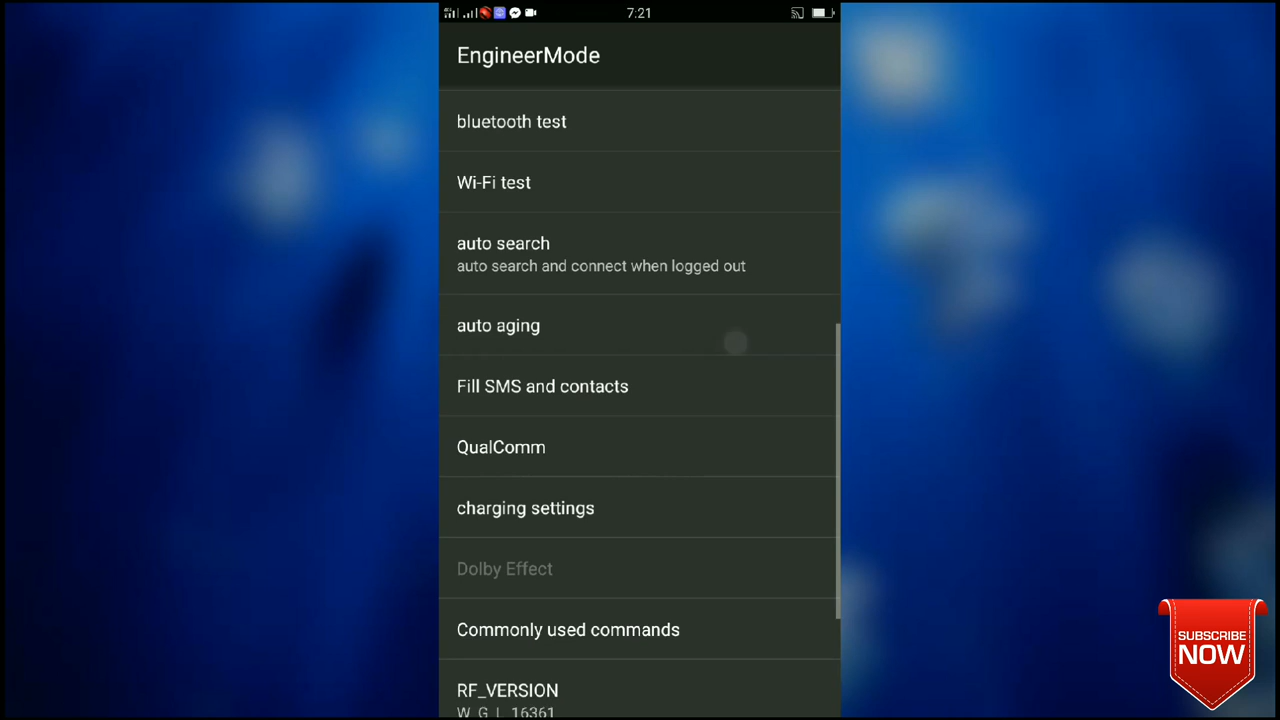 7:21
EngineerMode
bluetooth test
Wi-Fi test
auto search
auto search and connect when logged out
auto aging
Fill SMS and contacts
QualComm
charging settings
Dolby Effect
Commonly used commands
RF_VERSION
W_G_L_16361
SUBSCRIBE
NOW